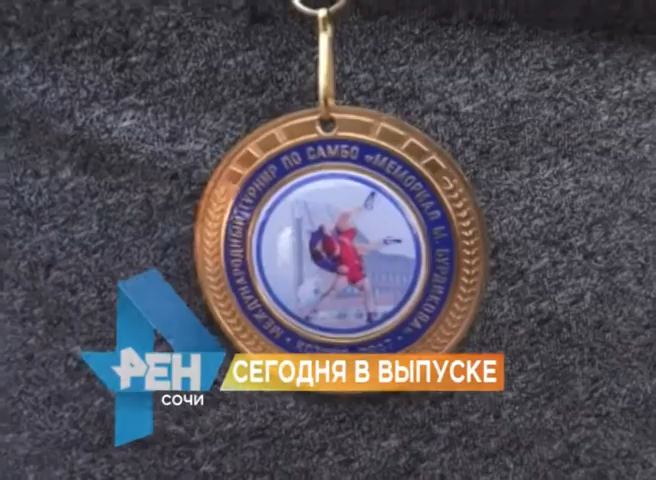 МЕЖДУНАРОДНЫЙ ТУРНИР ПО САМБО «МЕМОРИАЛ М. БУРДИКОВА»
РЕН
СОЧИ
СЕГОДНЯ В ВЫПУСКЕ